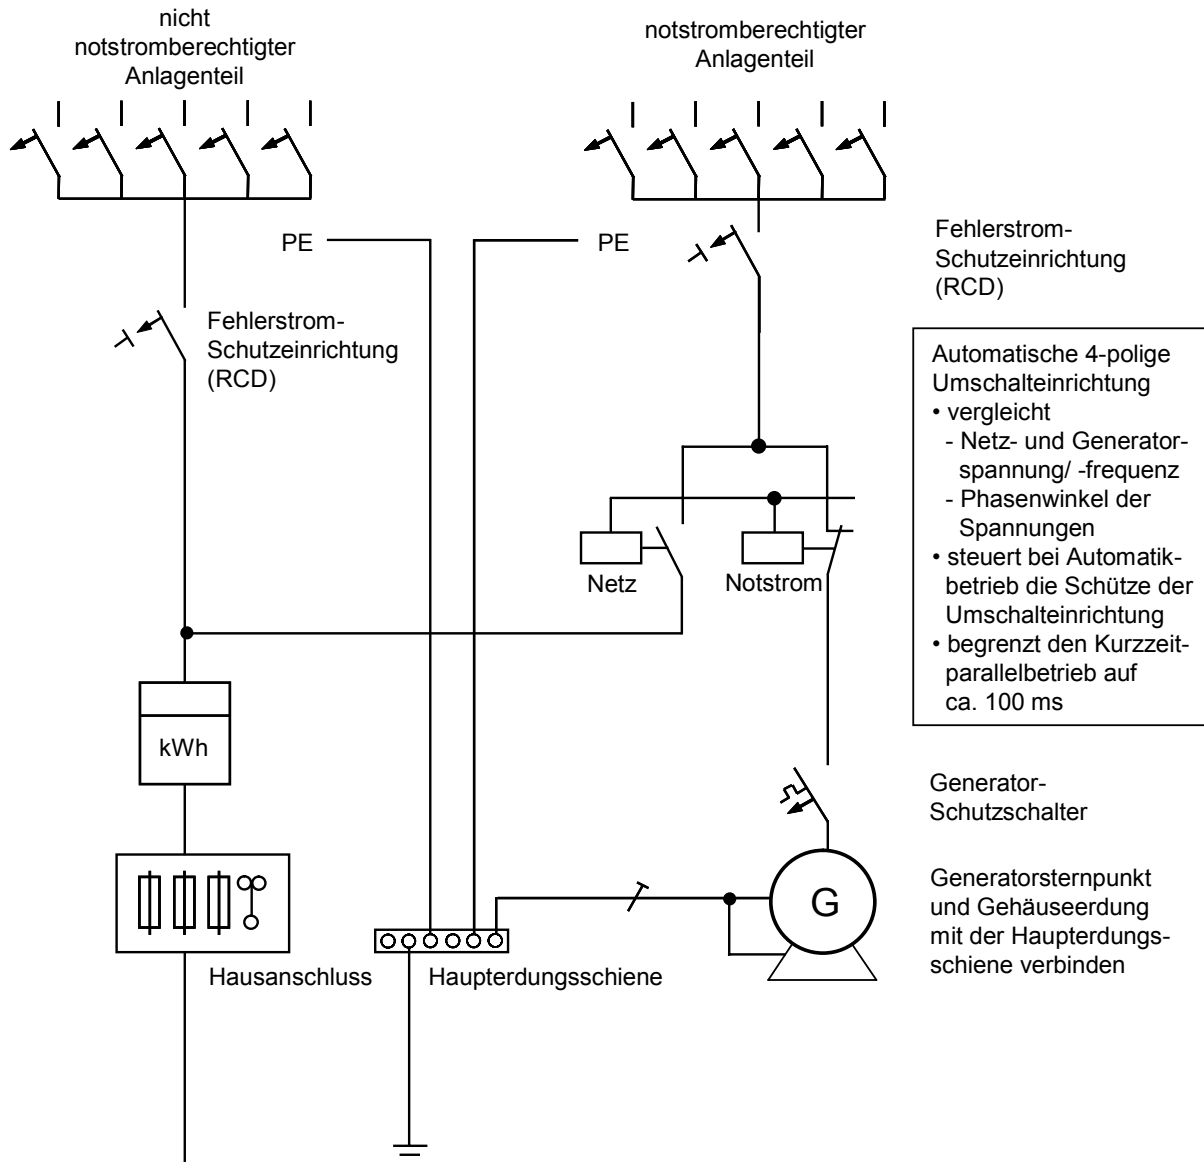 nicht
notstromberechtigter
Anlagenteil
notstromberechtigter
Anlagenteil
PE
PE
Fehlerstrom-
Schutzeinrichtung
(RCD)
Fehlerstrom-
Schutzeinrichtung
(RCD)
Automatische 4-polige
Umschalteinrichtung
• vergleicht
- Netz- und Generator-
spannung/ -frequenz
- Phasenwinkel der
Spannungen
• steuert bei Automatik-
betrieb die Schütze der
Umschalteinrichtung
• begrenzt den Kurzzeit-
parallelbetrieb auf
ca. 100 ms
Netz
Notstrom
kWh
Generator-
Schutzschalter
G
Generatorsternpunkt
und Gehäuseerdung
mit der Haupterdungs-
schiene verbinden
Hausanschluss
Haupterdungsschiene